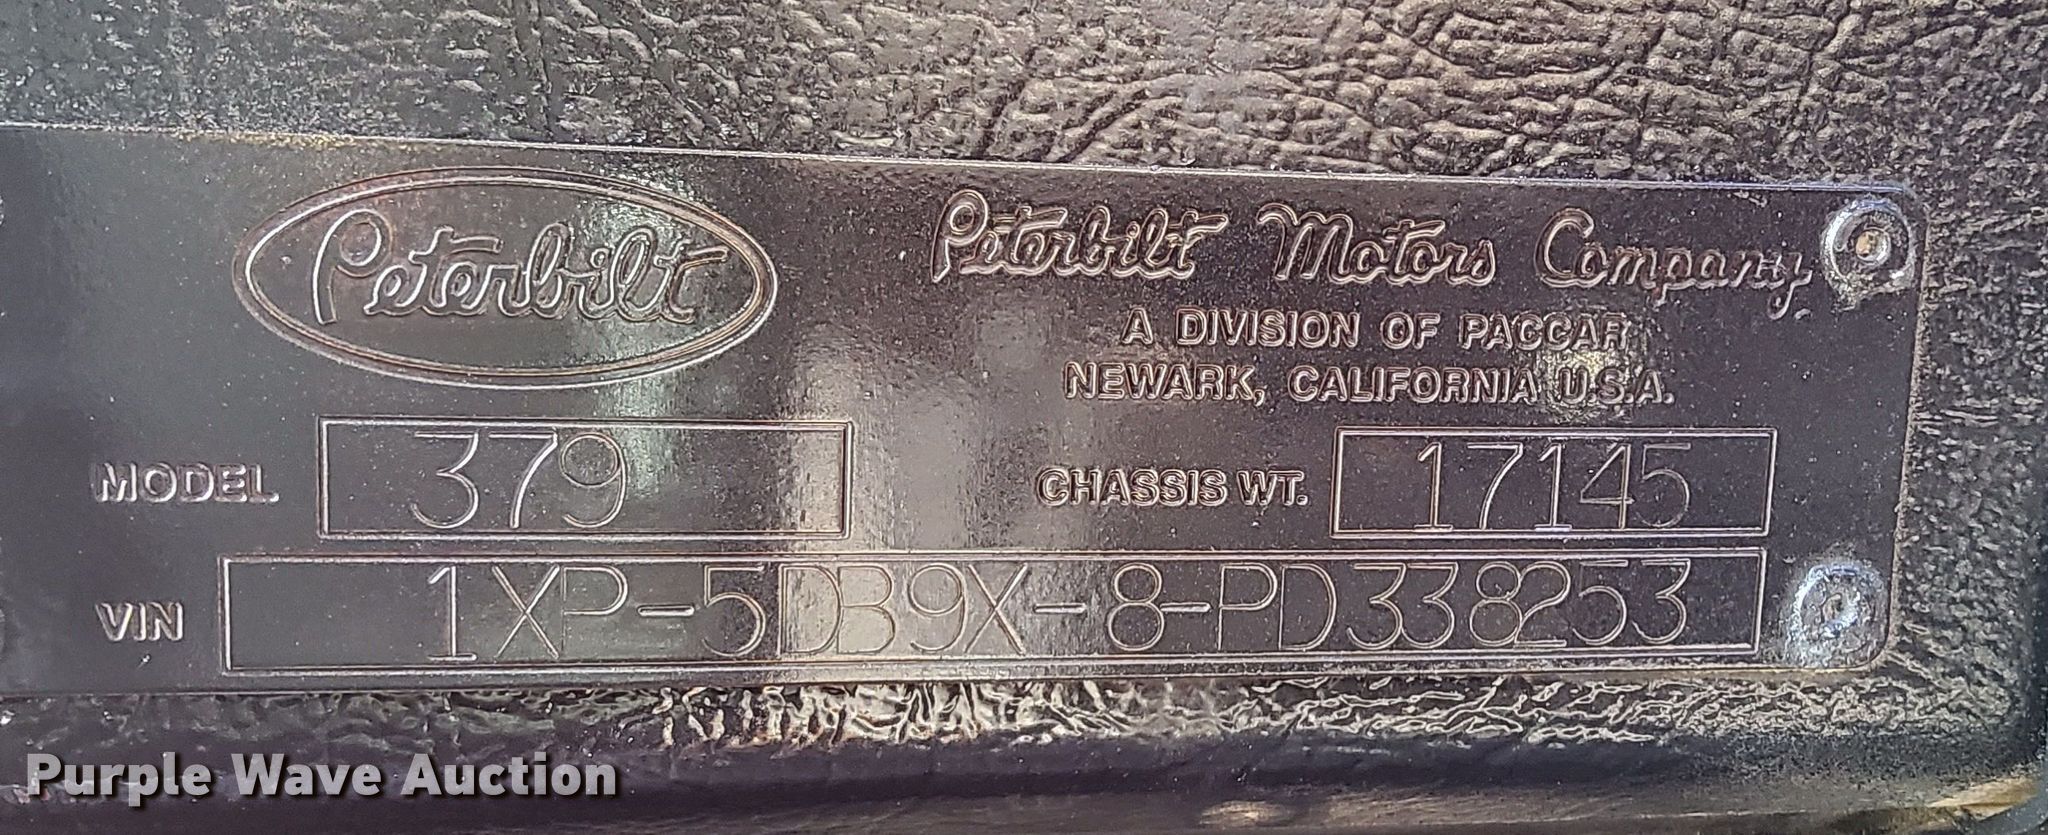 Peterbilt
Peterbilt Motors Company
A DIVISION OF PACCAR
NEWARK, CALIFORNIA U.S.A.
MODEL 379 CHASSIS WT. 17145
VIN 1XP-5DB9X-8-PD338253
Purple Wave Auction